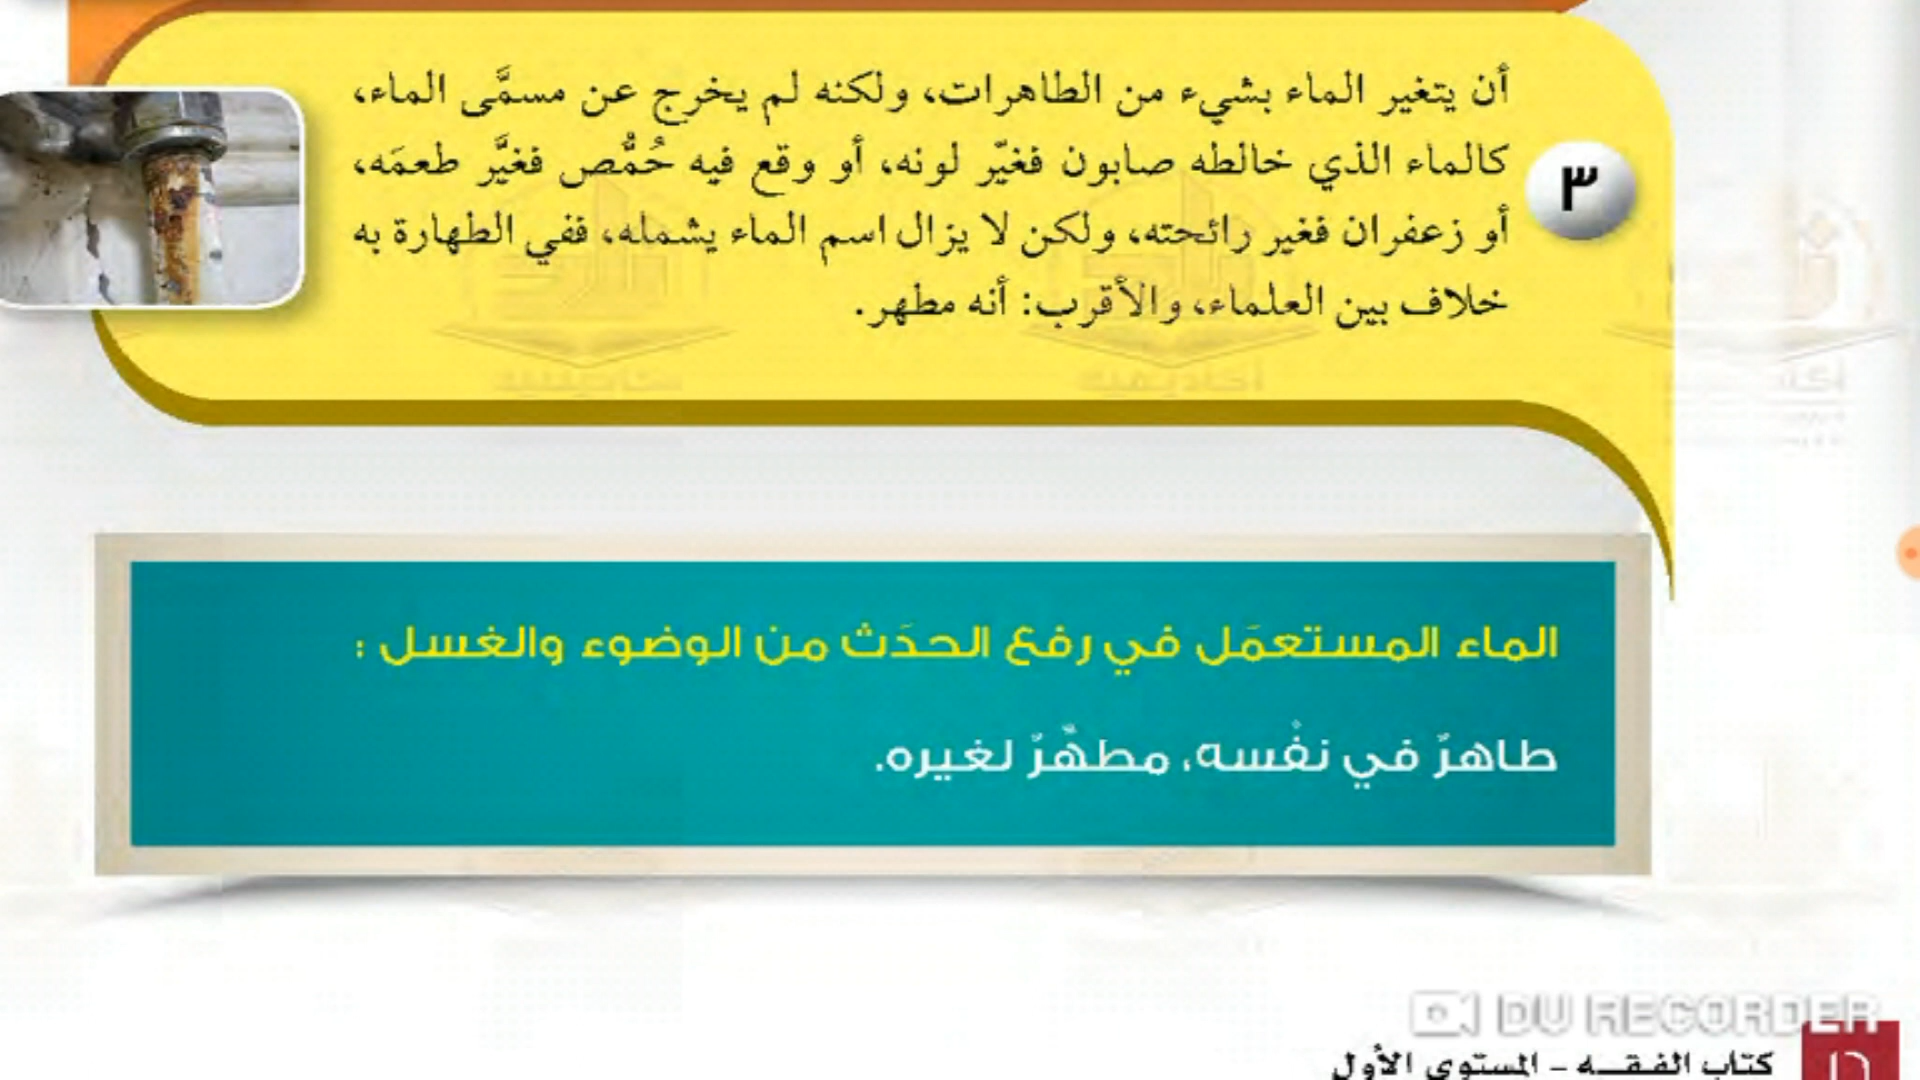 أن يتغير الماء بشيء من الطاهرات، ولكنه لم يخرج عن مسمَّى الماء،
كالماء الذي خالطه صابون فغيّر لونه، أو وقع فيه حُمُّص فغيَّر طعمَه،
٣
أو زعفران فغير رائحته، ولكن لا يزال اسم الماء يشمله، ففي الطهارة به
خلاف بين العلماء، والأقرب: أنه مطهر.
الماء المستعمَل في رفع الحدَث من الوضوء والغسل :
طاهرٌ في نفْسه، مطهِّرٌ لغيره.
DU RECORDER
كتاب الفقـــه - المستوى الأول